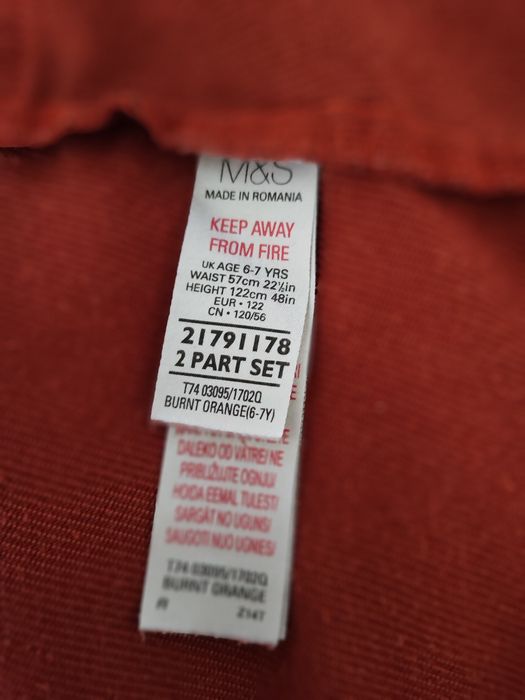 M&S
MADE IN ROMANIA
KEEP AWAY
FROM FIRE
UK AGE 6-7 YRS
WAIST 57cm 22½in
HEIGHT 122cm 48in
EUR • 122
CN • 120/56
21791178
2 PART SET
T74 03095/1702Q
BURNT ORANGE(6-7Y)
DALEKO OD VATRE/NE
PRIBLIŽUJTE OGNJU/
HOIDA EEMAL TULEST/
SARGĀT NO UGUNS/
SAUGOTI NUO UGNIES/
T74 03095/1702Q
BURNT ORANGE
Z14T